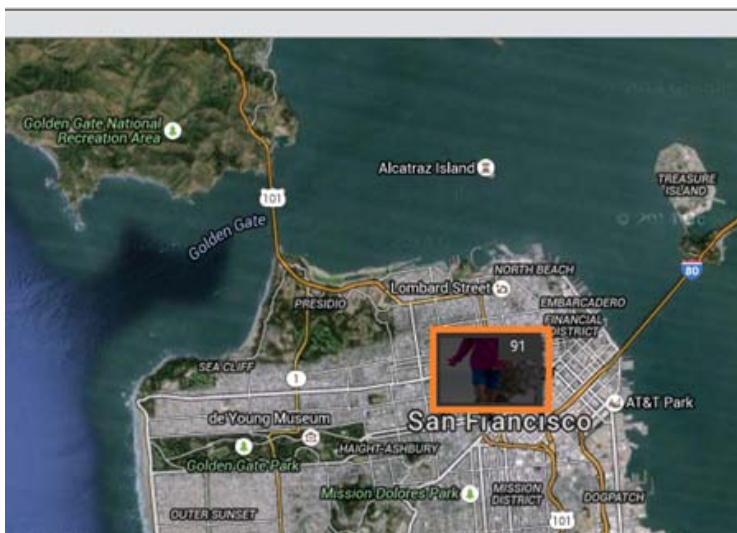 Golden Gate National
Recreation Area
Alcatraz Island
TREASURE
ISLAND
101
Golden Gate
80
NORTH BEACH
Lombard Street
PRESIDIO
EMBARCADERO
FINANCIAL
DISTRICT
91
SEA CLIFF
1
AT&T Park
de Young Museum
San Francisco
HAIGHT-ASHBURY
Golden Gate Park
Mission Dolores Park
MISSION
DISTRICT
DOGPATCH
OUTER SUNSET
101